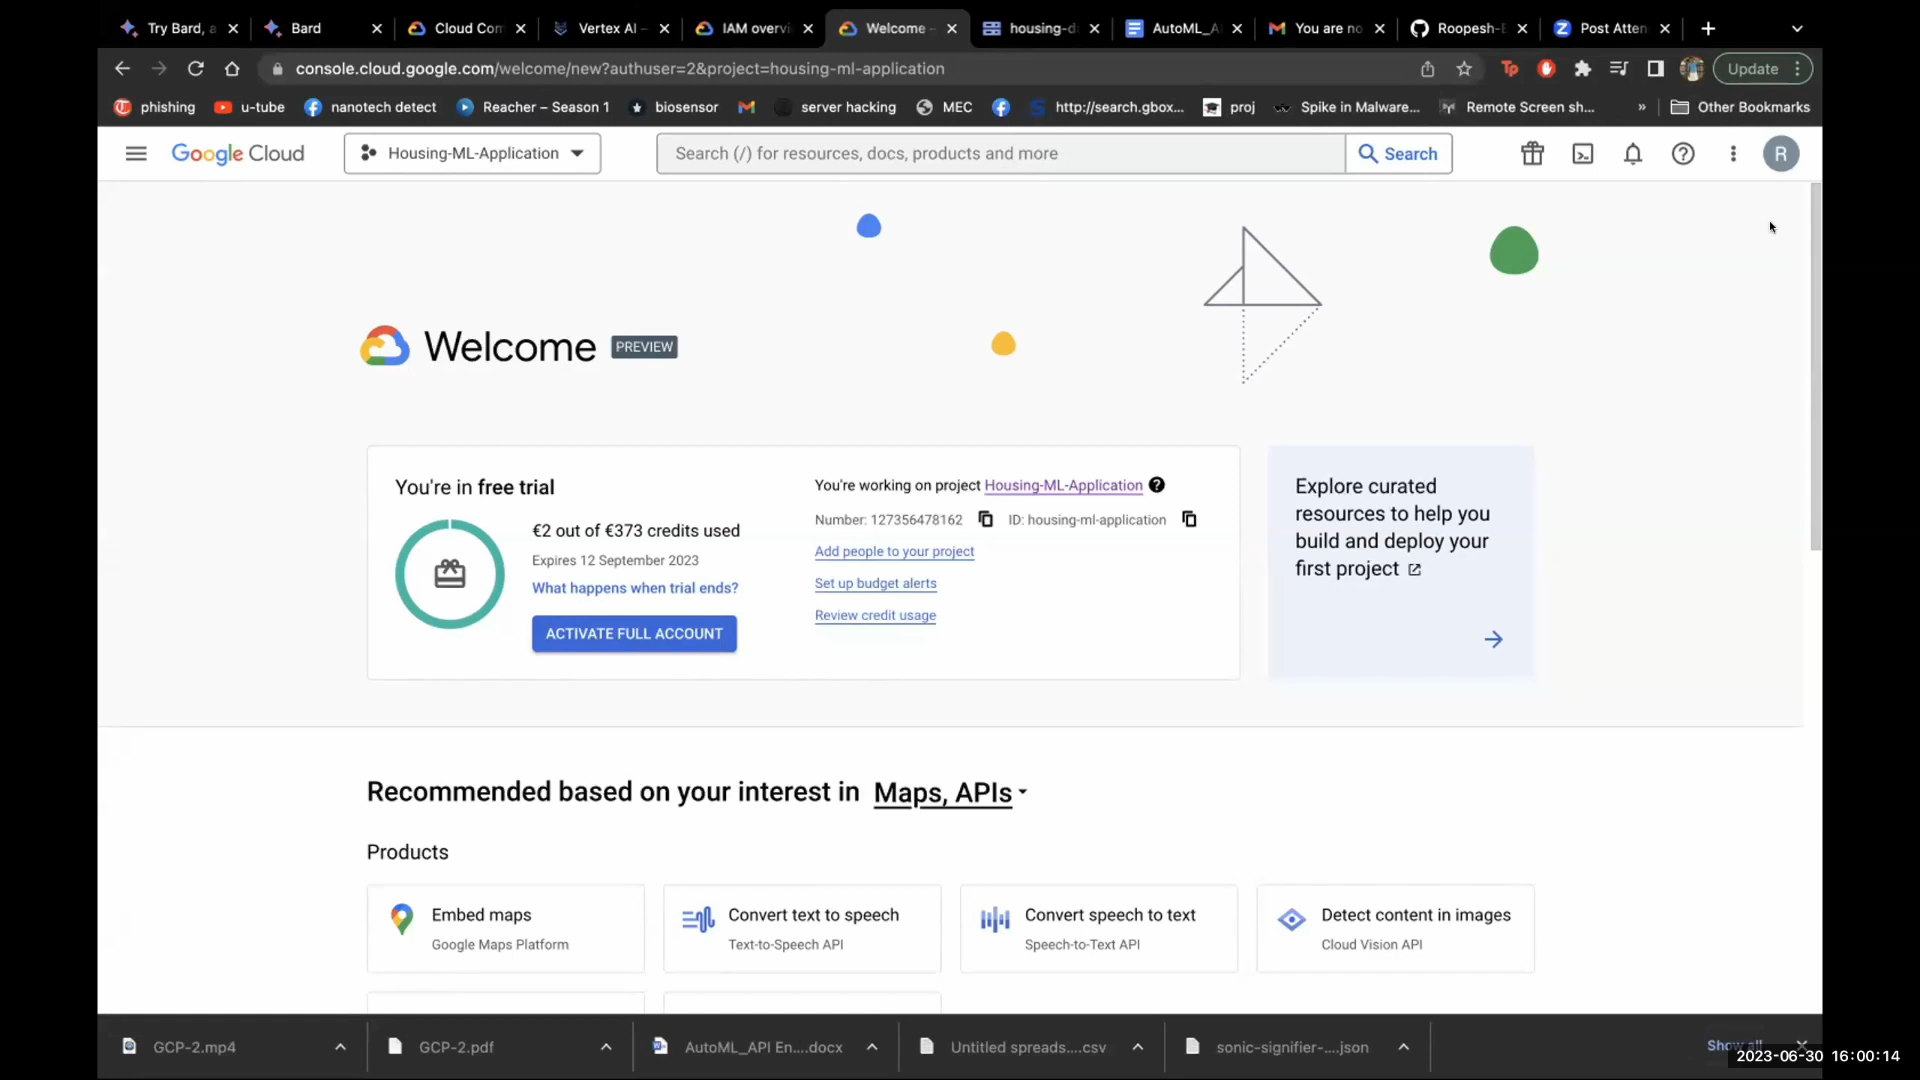 Try Bard, a
Bard
Cloud Com
Vertex AI –
IAM overvi
Welcome –
housing-d
AutoML_A
You are no
Roopesh-B
Post Atten
console.cloud.google.com/welcome/new?authuser=2&project=housing-ml-application
Update
phishing
u-tube
nanotech detect
Reacher – Season 1
biosensor
server hacking
MEC
http://search.gbox...
proj
Spike in Malware...
Remote Screen sh...
»
Other Bookmarks
Google Cloud
Housing-ML-Application
Search (/) for resources, docs, products and more
Search
R
Welcome
PREVIEW
You're in free trial
€2 out of €373 credits used
Expires 12 September 2023
What happens when trial ends?
ACTIVATE FULL ACCOUNT
You're working on project Housing-ML-Application
Number: 127356478162
ID: housing-ml-application
Add people to your project
Set up budget alerts
Review credit usage
Explore curated
resources to help you
build and deploy your
first project
Recommended based on your interest in Maps, APIs
Products
Embed maps
Google Maps Platform
Convert text to speech
Text-to-Speech API
Convert speech to text
Speech-to-Text API
Detect content in images
Cloud Vision API
GCP-2.mp4
GCP-2.pdf
AutoML_API En....docx
Untitled spreads....csv
sonic-signifier-....json
Show all
2023-06-30 16:00:14